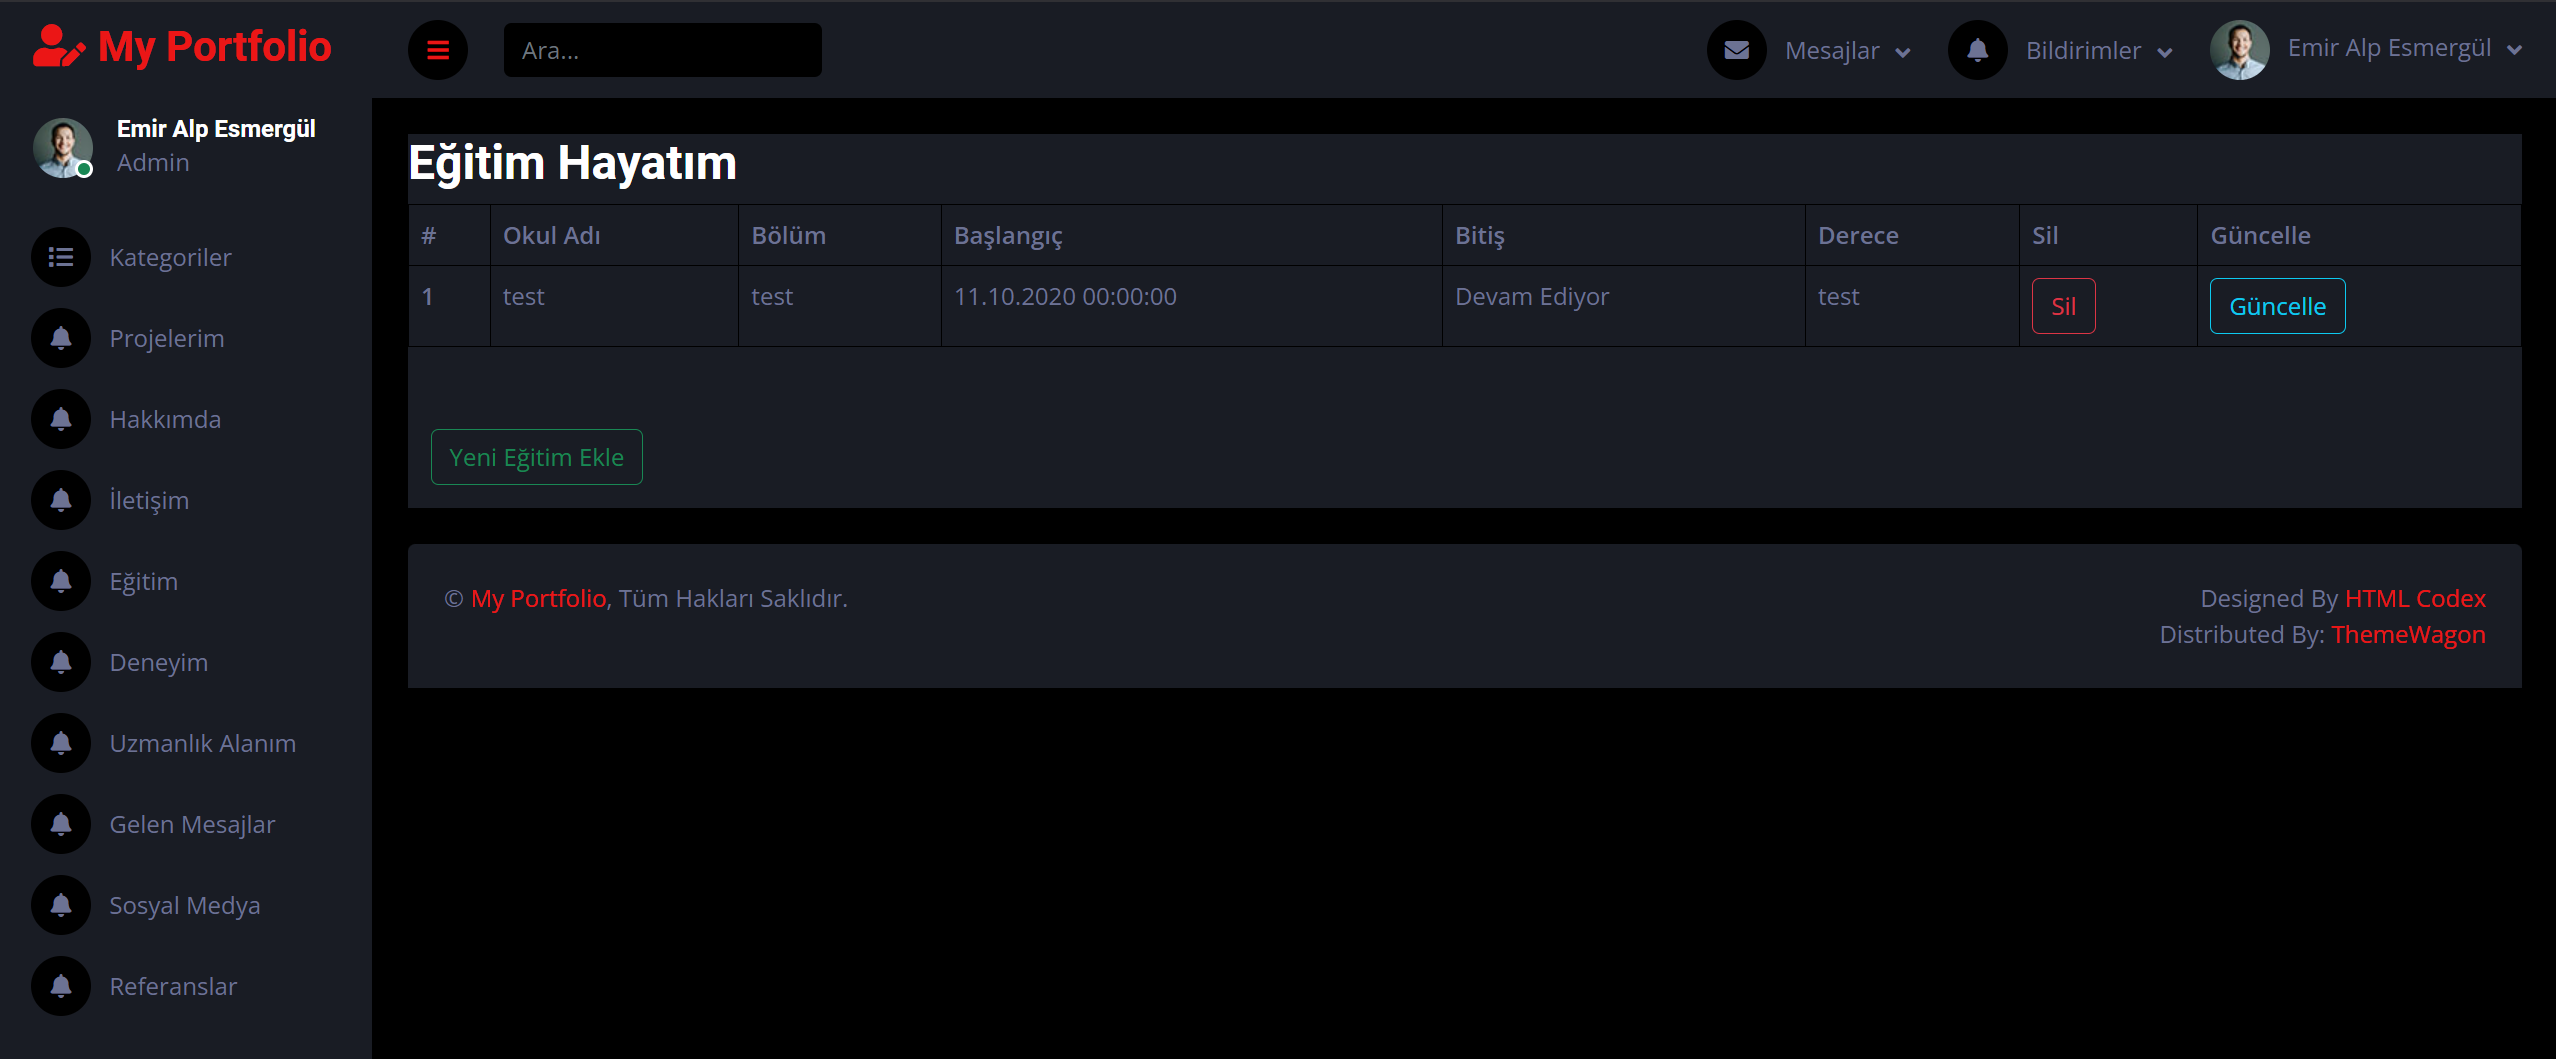 My Portfolio
Ara...
Mesajlar
Bildirimler
Emir Alp Esmergül
Emir Alp Esmergül
Admin
Kategoriler
Projelerim
Hakkımda
İletişim
Eğitim
Deneyim
Uzmanlık Alanım
Gelen Mesajlar
Sosyal Medya
Referanslar
Eğitim Hayatım
# Okul Adı Bölüm Başlangıç Bitiş Derece Sil Güncelle
1 test test 11.10.2020 00:00:00 Devam Ediyor test Sil Güncelle
Yeni Eğitim Ekle
© My Portfolio, Tüm Hakları Saklıdır.
Designed By HTML Codex
Distributed By: ThemeWagon